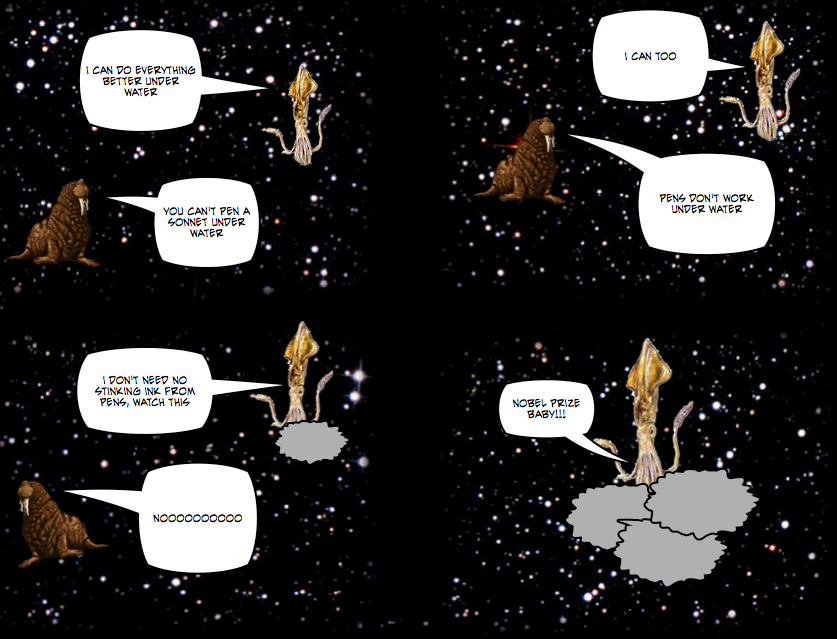 I CAN DO EVERYTHING
BETTER UNDER
WATER
YOU CAN'T PEN A
SONNET UNDER
WATER
I CAN TOO
PENS DON'T WORK
UNDER WATER
I DON'T NEED NO
STINKING INK FROM
PENS, WATCH THIS
NOOOOOOOOOO
NOBEL PRIZE
BABY!!!